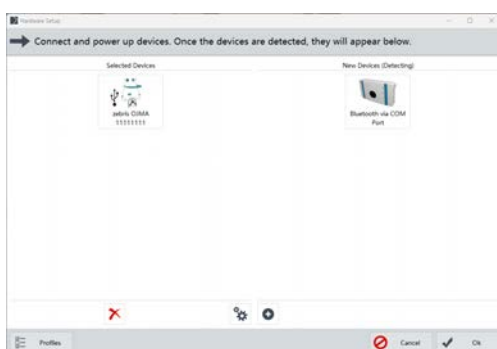 Hardware Setup
Connect and power up devices. Once the devices are detected, they will appear below.
Selected Devices
New Devices (Detecting)
zebris OJMA
11111111
Bluetooth via COM
Port
Profiles
Cancel
Ok